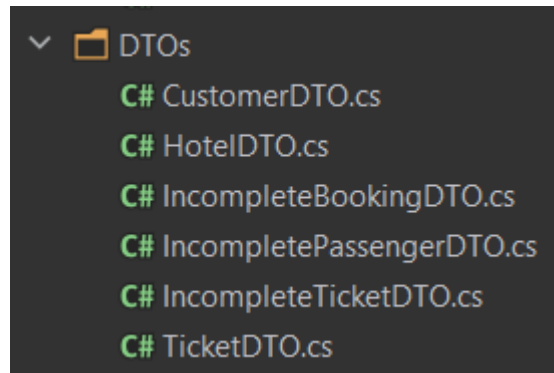 DTOs
C# CustomerDTO.cs
C# HotelDTO.cs
C# IncompleteBookingDTO.cs
C# IncompletePassengerDTO.cs
C# IncompleteTicketDTO.cs
C# TicketDTO.cs